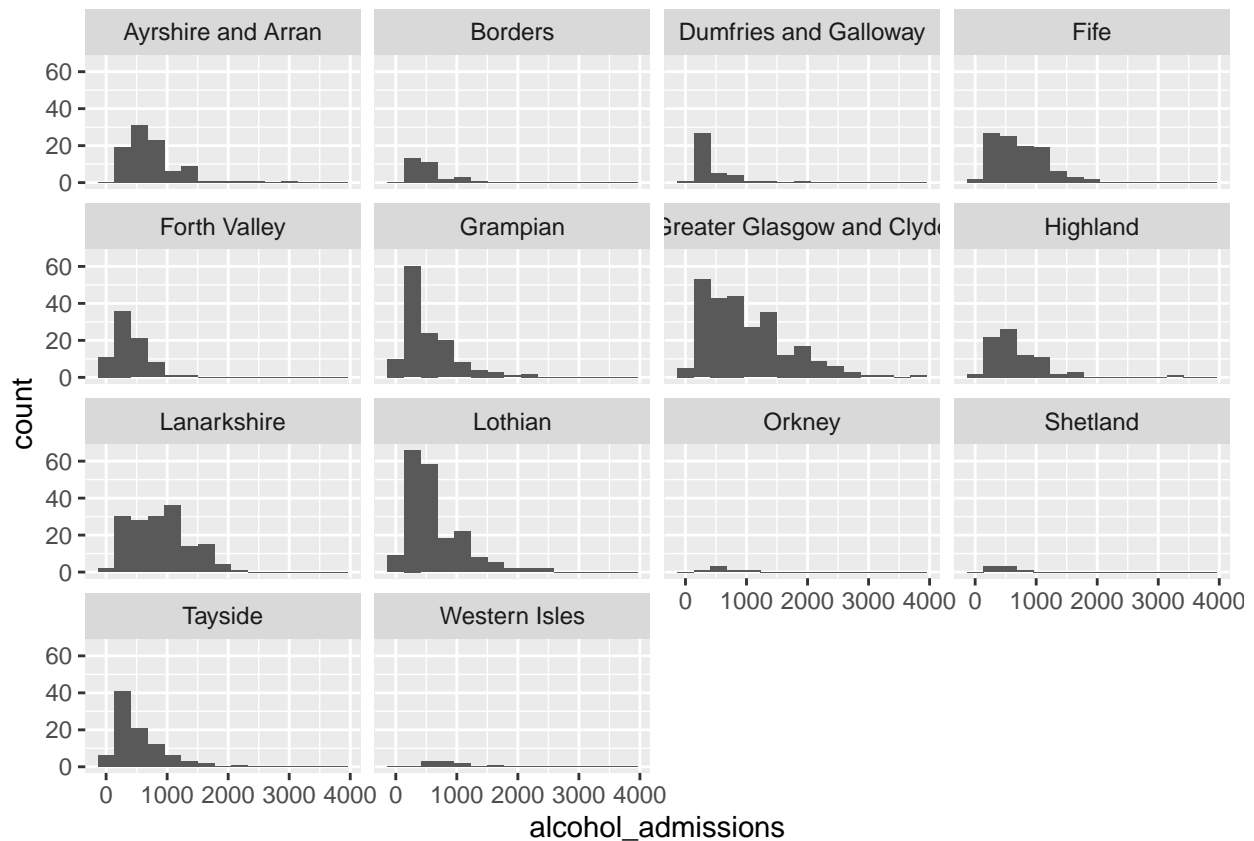 Ayrshire and Arran Borders Dumfries and Galloway Fife
60
40
20
0
Forth Valley Grampian Greater Glasgow and Clyde Highland
60
40
20
0
count
Lanarkshire Lothian Orkney Shetland
60
40
20
0
0 1000 2000 3000 4000 0 1000 2000 3000 4000
Tayside Western Isles
60
40
20
0
0 1000 2000 3000 4000 0 1000 2000 3000 4000
alcohol_admissions